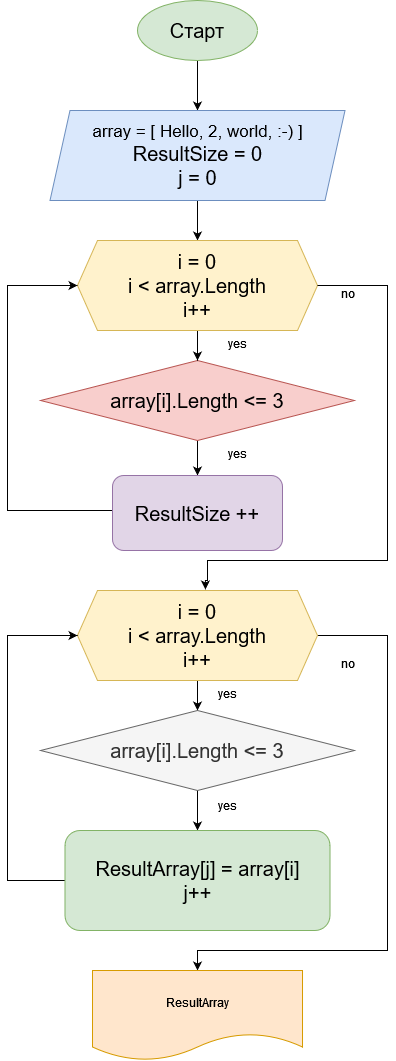 Старт
array = [ Hello, 2, world, :-) ]
ResultSize = 0
j = 0
i = 0
i < array.Length
i++
no
yes
array[i].Length <= 3
yes
ResultSize ++
i = 0
i < array.Length
i++
no
yes
array[i].Length <= 3
yes
ResultArray[j] = array[i]
j++
ResultArray